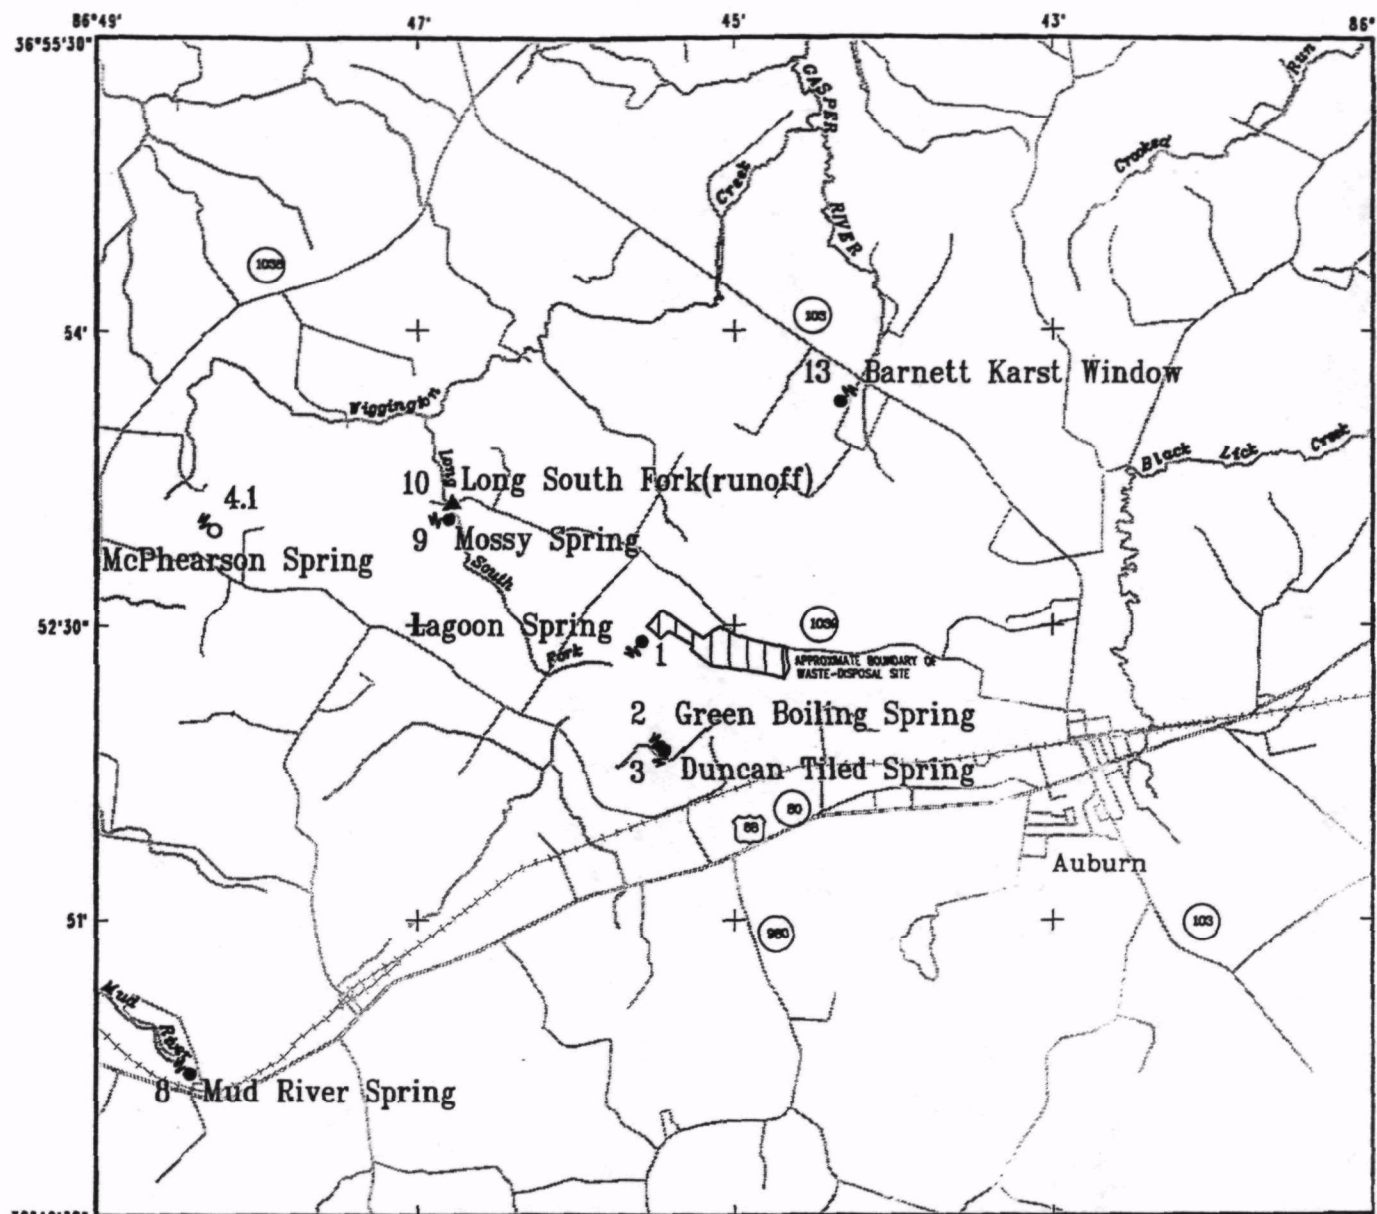 86°49' 47' 45' 43' 86°
36°55'30"
Run
GASPER
Crooked
Creek
RIVER
1038
54'
103
13 Barnett Karst Window
Wiggington
Black Lick Creek
Long
10 Long South Fork(runoff)
4.1
9 Mossy Spring
McPhearson Spring
South
52'30"
Lagoon Spring
1039
1
Fork
APPROXIMATE BOUNDARY OF
WASTE-DISPOSAL SITE
2 Green Boiling Spring
3 Duncan Tiled Spring
80
68
Auburn
51'
980
103
Mud
River
8 Mud River Spring